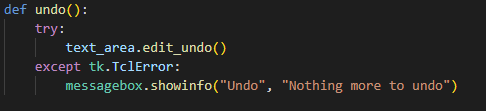 def undo():
    try:
        text_area.edit_undo()
    except tk.TclError:
        messagebox.showinfo("Undo", "Nothing more to undo")